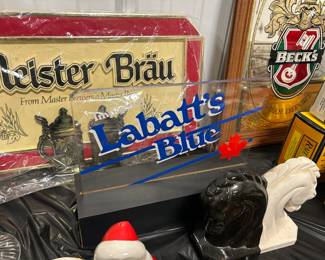 Meister Bräu
From Master Brewers
BECK'S
Labatt's
Blue